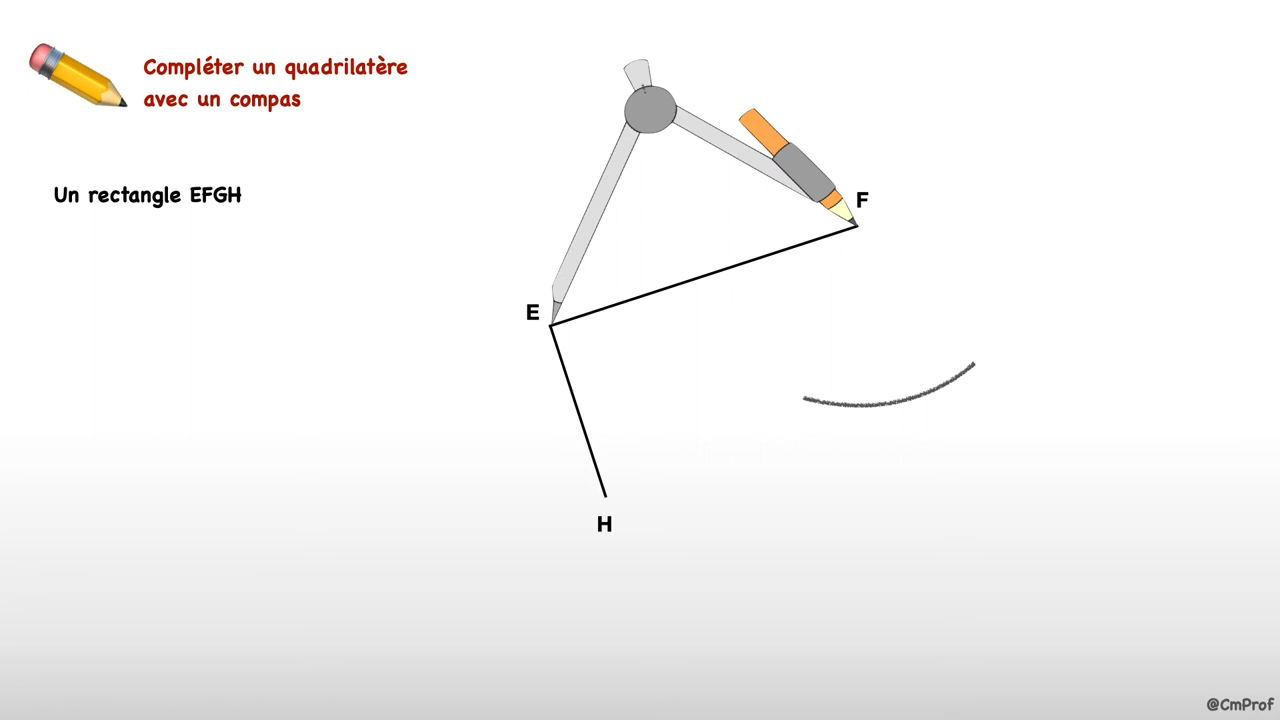 Compléter un quadrilatère
avec un compas
Un rectangle EFGH
F
E
H
@CmProf